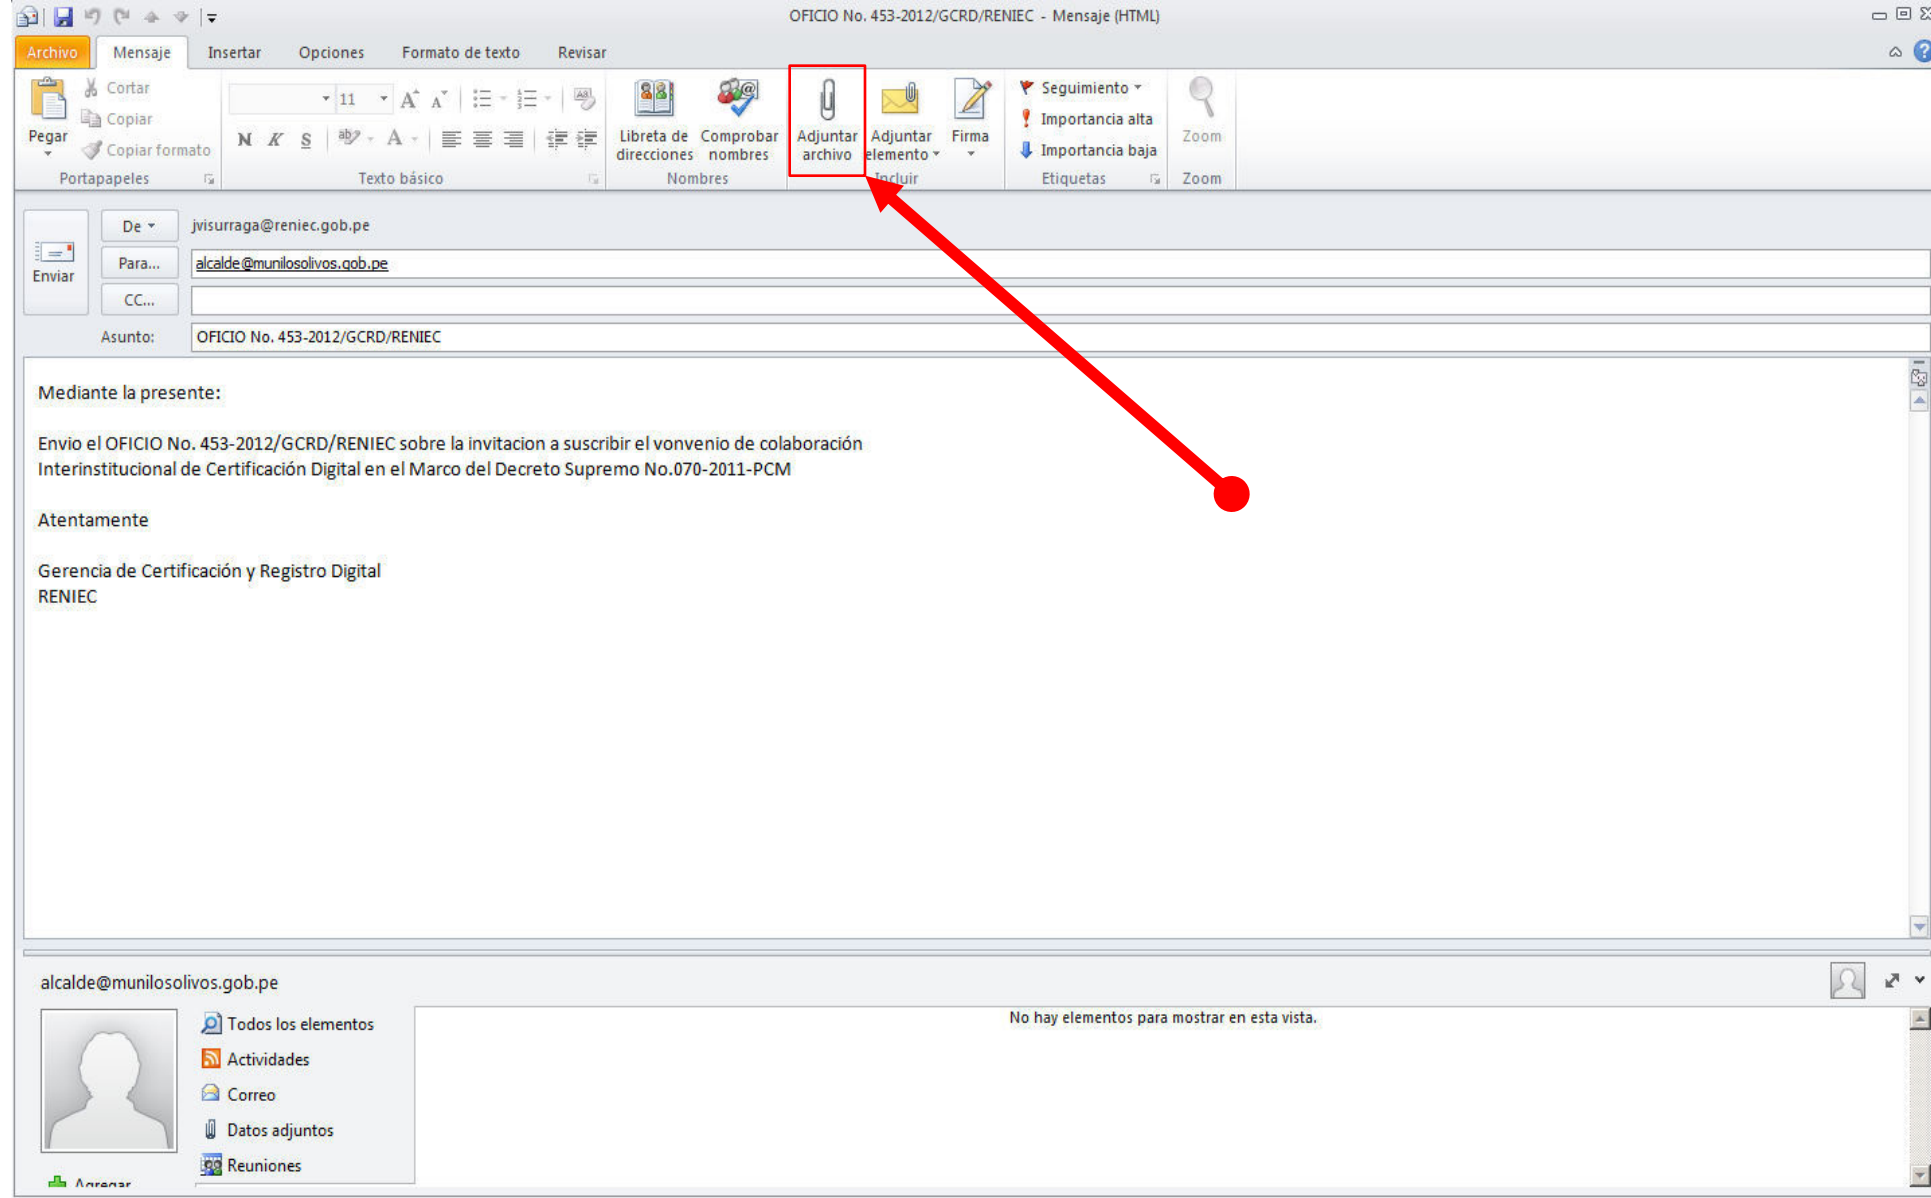 OFICIO No. 453-2012/GCRD/RENIEC - Mensaje (HTML)
Archivo Mensaje Insertar Opciones Formato de texto Revisar
Pegar
Cortar
Copiar
Copiar formato
Portapapeles
11
N K S
Texto básico
Libreta de direcciones
Comprobar nombres
Nombres
Adjuntar archivo
Adjuntar elemento
Firma
Incluir
Seguimiento
Importancia alta
Importancia baja
Etiquetas
Zoom
Zoom
Enviar
De jvisurraga@reniec.gob.pe
Para... alcalde@munilosolivos.gob.pe
CC...
Asunto: OFICIO No. 453-2012/GCRD/RENIEC
Mediante la presente:
Envio el OFICIO No. 453-2012/GCRD/RENIEC sobre la invitacion a suscribir el vonvenio de colaboración
Interinstitucional de Certificación Digital en el Marco del Decreto Supremo No.070-2011-PCM
Atentamente
Gerencia de Certificación y Registro Digital
RENIEC
alcalde@munilosolivos.gob.pe
Todos los elementos
Actividades
Correo
Datos adjuntos
Reuniones
Agregar
No hay elementos para mostrar en esta vista.